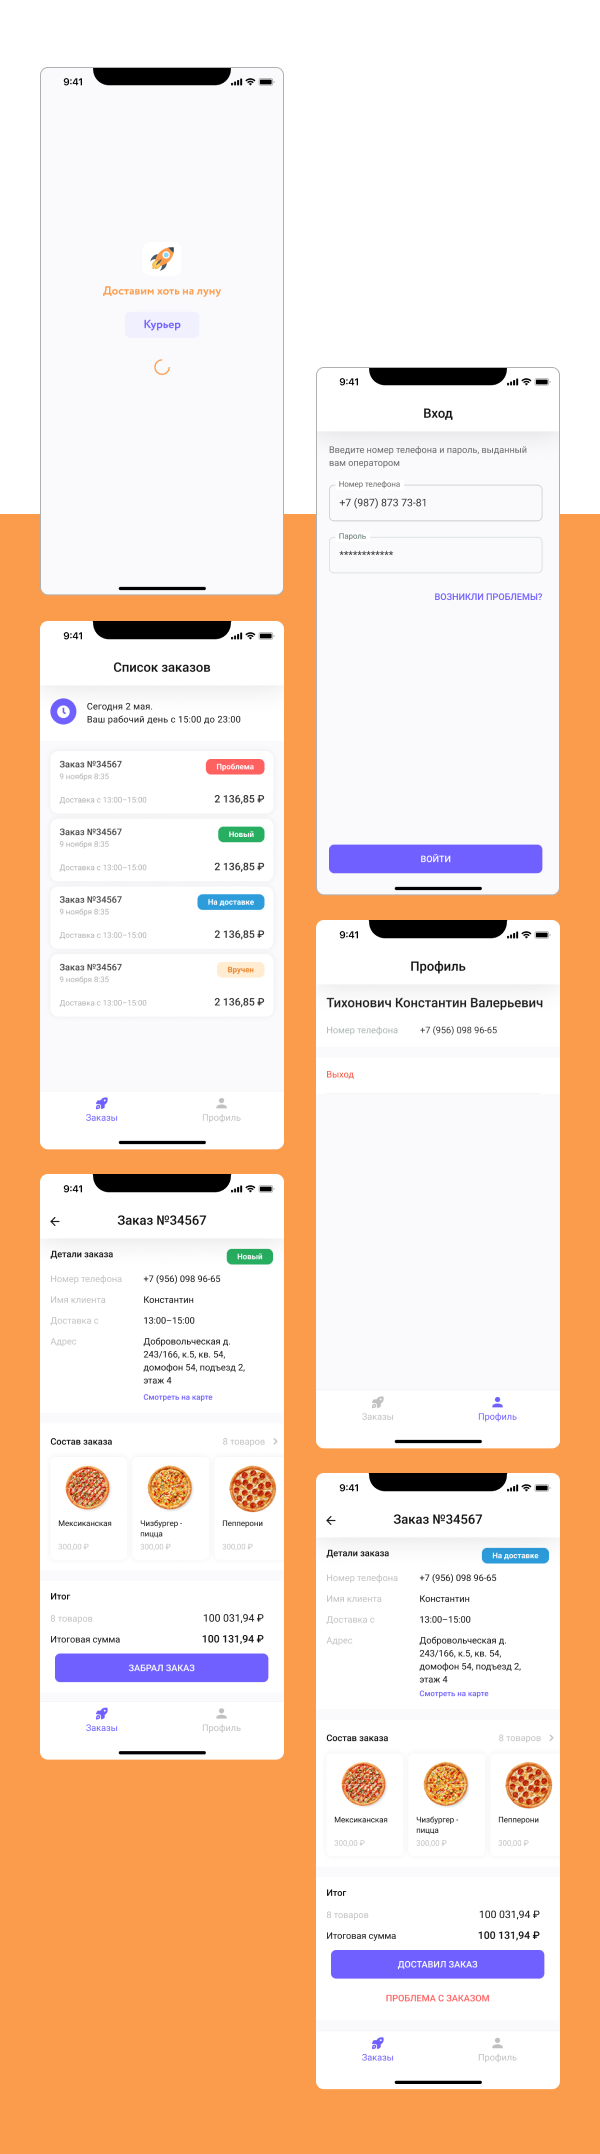 9:41
Доставим хоть на луну
Курьер
9:41
Вход
Введите номер телефона и пароль, выданный
вам оператором
Номер телефона
+7 (987) 873 73-81
Пароль
************
ВОЗНИКЛИ ПРОБЛЕМЫ?
ВОЙТИ
9:41
Список заказов
Сегодня 2 мая.
Ваш рабочий день с 15:00 до 23:00
Заказ №34567
Проблема
9 ноября 8:35
Доставка с 13:00–15:00
2 136,85 ₽
Заказ №34567
Новый
9 ноября 8:35
Доставка с 13:00–15:00
2 136,85 ₽
Заказ №34567
На доставке
9 ноября 8:35
Доставка с 13:00–15:00
2 136,85 ₽
Заказ №34567
Вручен
9 ноября 8:35
Доставка с 13:00–15:00
2 136,85 ₽
Заказы
Профиль
9:41
Профиль
Тихонович Константин Валерьевич
Номер телефона
+7 (956) 098 96-65
Выход
Заказы
Профиль
9:41
Заказ №34567
Детали заказа
Новый
Номер телефона
+7 (956) 098 96-65
Имя клиента
Константин
Доставка с
13:00–15:00
Адрес
Добровольческая д.
243/166, к.5, кв. 54,
домофон 54, подъезд 2,
этаж 4
Смотреть на карте
Состав заказа
8 товаров
Мексиканская
300,00 ₽
Чизбургер -
пицца
300,00 ₽
Пепперони
300,00 ₽
Итог
8 товаров
100 031,94 ₽
Итоговая сумма
100 131,94 ₽
ЗАБРАЛ ЗАКАЗ
Заказы
Профиль
9:41
Заказ №34567
Детали заказа
На доставке
Номер телефона
+7 (956) 098 96-65
Имя клиента
Константин
Доставка с
13:00–15:00
Адрес
Добровольческая д.
243/166, к.5, кв. 54,
домофон 54, подъезд 2,
этаж 4
Смотреть на карте
Состав заказа
8 товаров
Мексиканская
300,00 ₽
Чизбургер -
пицца
300,00 ₽
Пепперони
300,00 ₽
Итог
8 товаров
100 031,94 ₽
Итоговая сумма
100 131,94 ₽
ДОСТАВИЛ ЗАКАЗ
ПРОБЛЕМА С ЗАКАЗОМ
Заказы
Профиль